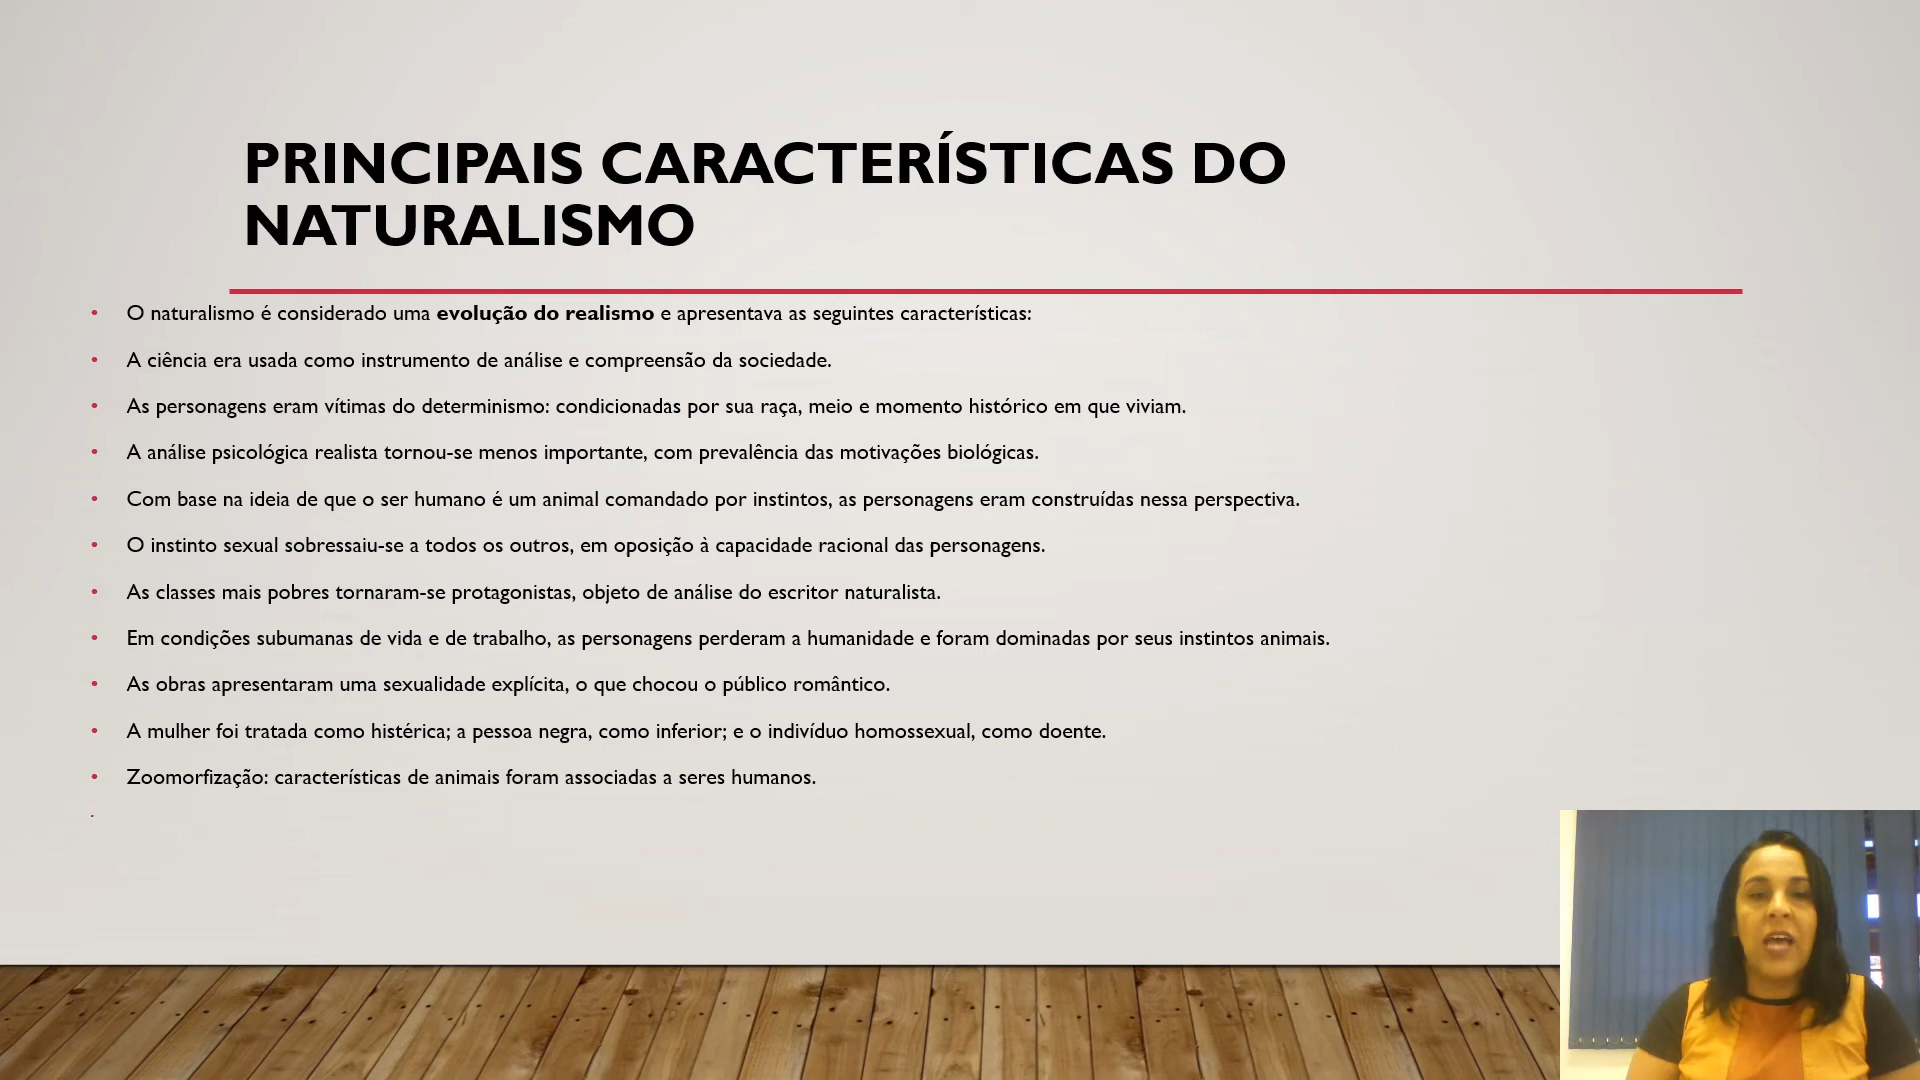 PRINCIPAIS CARACTERÍSTICAS DO
NATURALISMO
• O naturalismo é considerado uma evolução do realismo e apresentava as seguintes características:
• A ciência era usada como instrumento de análise e compreensão da sociedade.
• As personagens eram vítimas do determinismo: condicionadas por sua raça, meio e momento histórico em que viviam.
• A análise psicológica realista tornou-se menos importante, com prevalência das motivações biológicas.
• Com base na ideia de que o ser humano é um animal comandado por instintos, as personagens eram construídas nessa perspectiva.
• O instinto sexual sobressaiu-se a todos os outros, em oposição à capacidade racional das personagens.
• As classes mais pobres tornaram-se protagonistas, objeto de análise do escritor naturalista.
• Em condições subumanas de vida e de trabalho, as personagens perderam a humanidade e foram dominadas por seus instintos animais.
• As obras apresentaram uma sexualidade explícita, o que chocou o público romântico.
• A mulher foi tratada como histérica; a pessoa negra, como inferior; e o indivíduo homossexual, como doente.
• Zoomorfização: características de animais foram associadas a seres humanos.